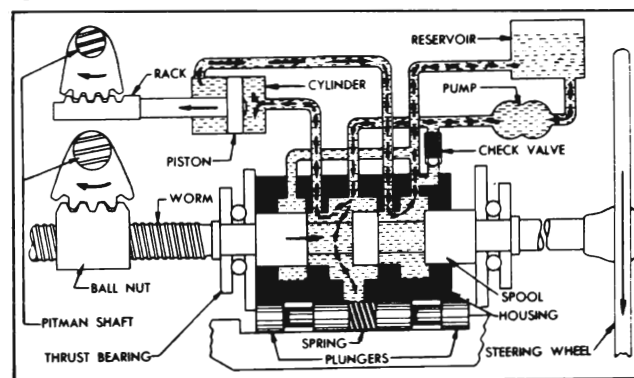 RESERVOIR
RACK
CYLINDER
PUMP
PISTON
CHECK VALVE
WORM
BALL NUT
SPOOL
HOUSING
PITMAN SHAFT
SPRING
THRUST BEARING
PLUNGERS
STEERING WHEEL